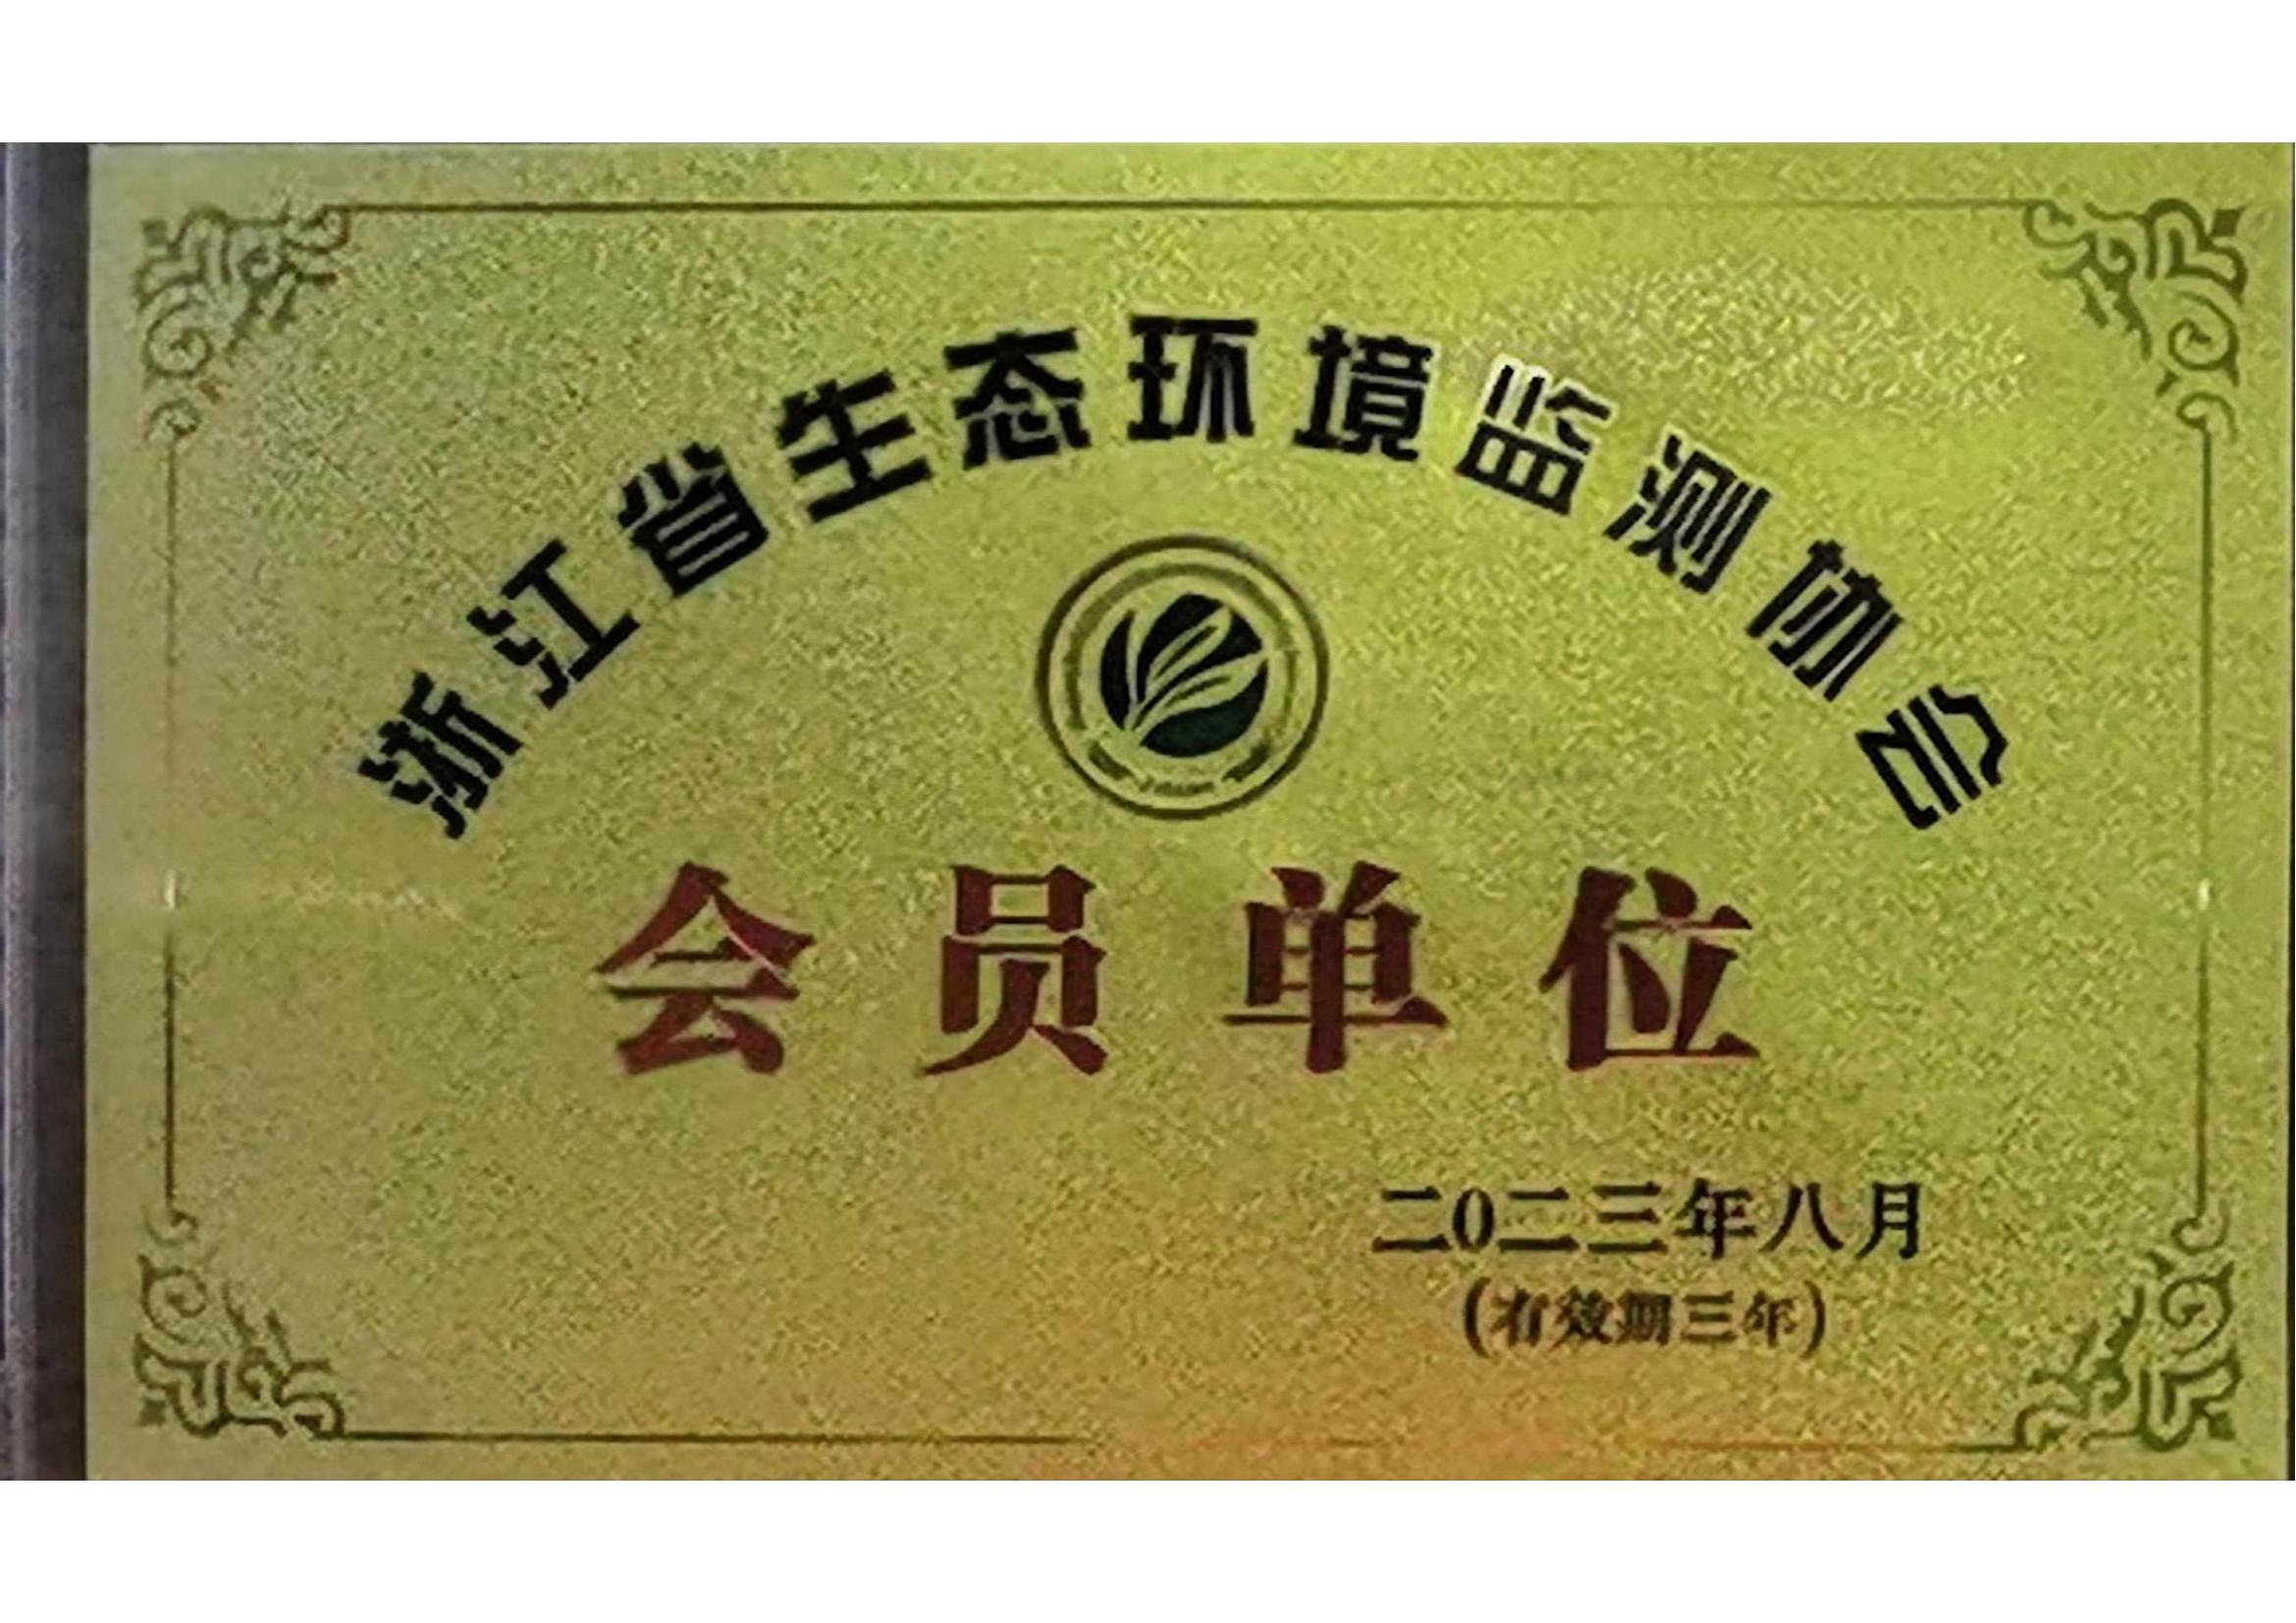 浙江省生态环境监测协会
会员单位
二0二三年八月
(有效期三年)